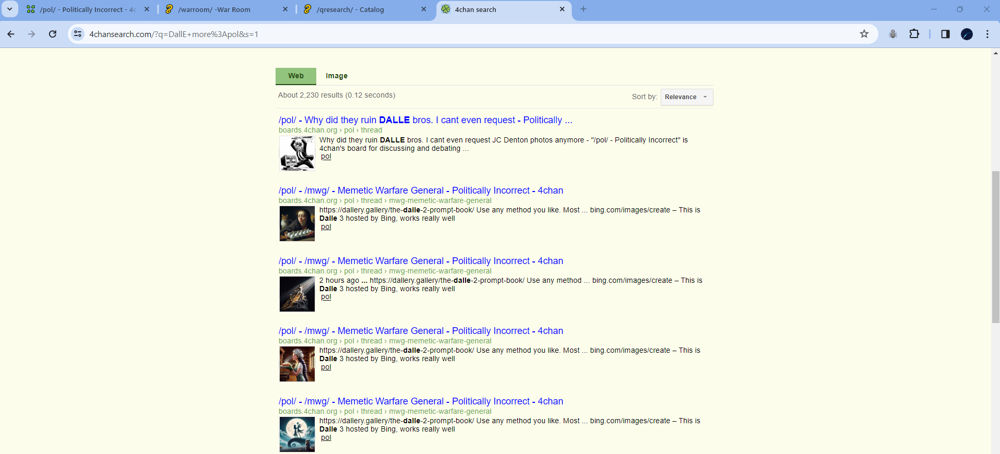 /pol/ - Politically Incorrect - 4c
/warroom/ -War Room
/qresearch/ - Catalog
4chan search
4chansearch.com/?q=DallE+more%3Apol&s=1
Web
Image
About 2,230 results (0.12 seconds)
Sort by:
Relevance
/pol/ - Why did they ruin DALLE bros. I cant even request - Politically ...
boards.4chan.org › pol › thread
Why did they ruin DALLE bros. I cant even request JC Denton photos anymore - "/pol/ - Politically Incorrect" is
4chan's board for discussing and debating ...
pol
/pol/ - /mwg/ - Memetic Warfare General - Politically Incorrect - 4chan
boards.4chan.org › pol › thread › mwg-memetic-warfare-general
https://dallery.gallery/the-dalle-2-prompt-book/ Use any method you like. Most ... bing.com/images/create – This is
Dalle 3 hosted by Bing, works really well
pol
/pol/ - /mwg/ - Memetic Warfare General - Politically Incorrect - 4chan
boards.4chan.org › pol › thread › mwg-memetic-warfare-general
2 hours ago ... https://dallery.gallery/the-dalle-2-prompt-book/ Use any method ... bing.com/images/create – This is
Dalle 3 hosted by Bing, works really well
pol
/pol/ - /mwg/ - Memetic Warfare General - Politically Incorrect - 4chan
boards.4chan.org › pol › thread › mwg-memetic-warfare-general
https://dallery.gallery/the-dalle-2-prompt-book/ Use any method you like. Most ... bing.com/images/create – This is
Dalle 3 hosted by Bing, works really well
pol
/pol/ - /mwg/ - Memetic Warfare General - Politically Incorrect - 4chan
boards.4chan.org › pol › thread › mwg-memetic-warfare-general
https://dallery.gallery/the-dalle-2-prompt-book/ Use any method you like. Most ... bing.com/images/create – This is
Dalle 3 hosted by Bing, works really well
pol